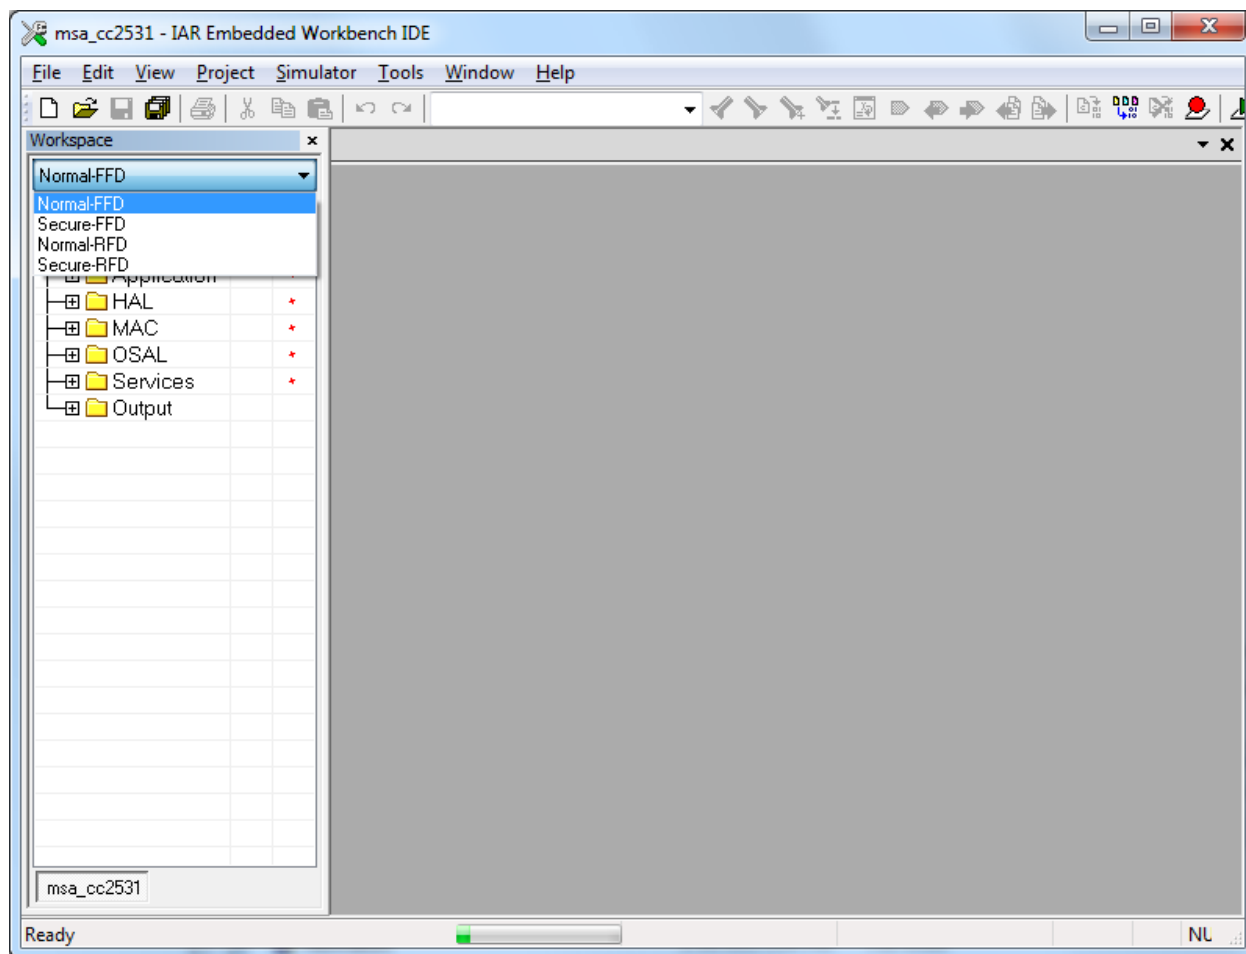 msa_cc2531 - IAR Embedded Workbench IDE
File Edit View Project Simulator Tools Window Help
Workspace
Normal-FFD
Normal-FFD
Secure-FFD
Normal-RFD
Secure-RFD
Application
HAL
MAC
OSAL
Services
Output
msa_cc2531
Ready
NU